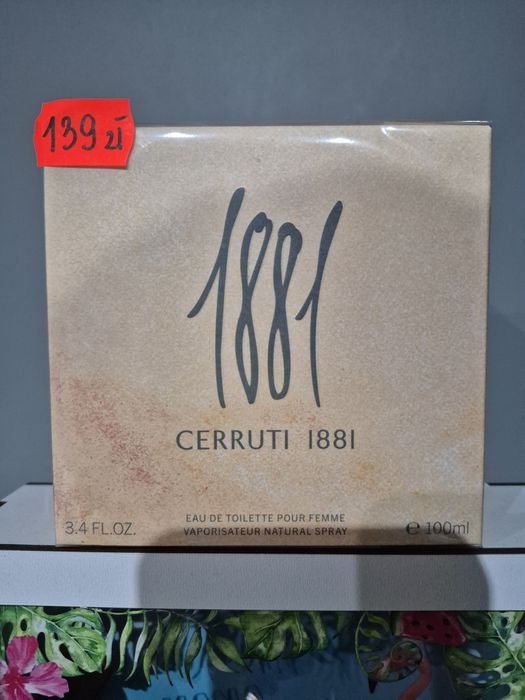 139 zł
1881
CERRUTI 1881
EAU DE TOILETTE POUR FEMME
VAPORISATEUR NATURAL SPRAY
3.4 FL.OZ.
e 100ml